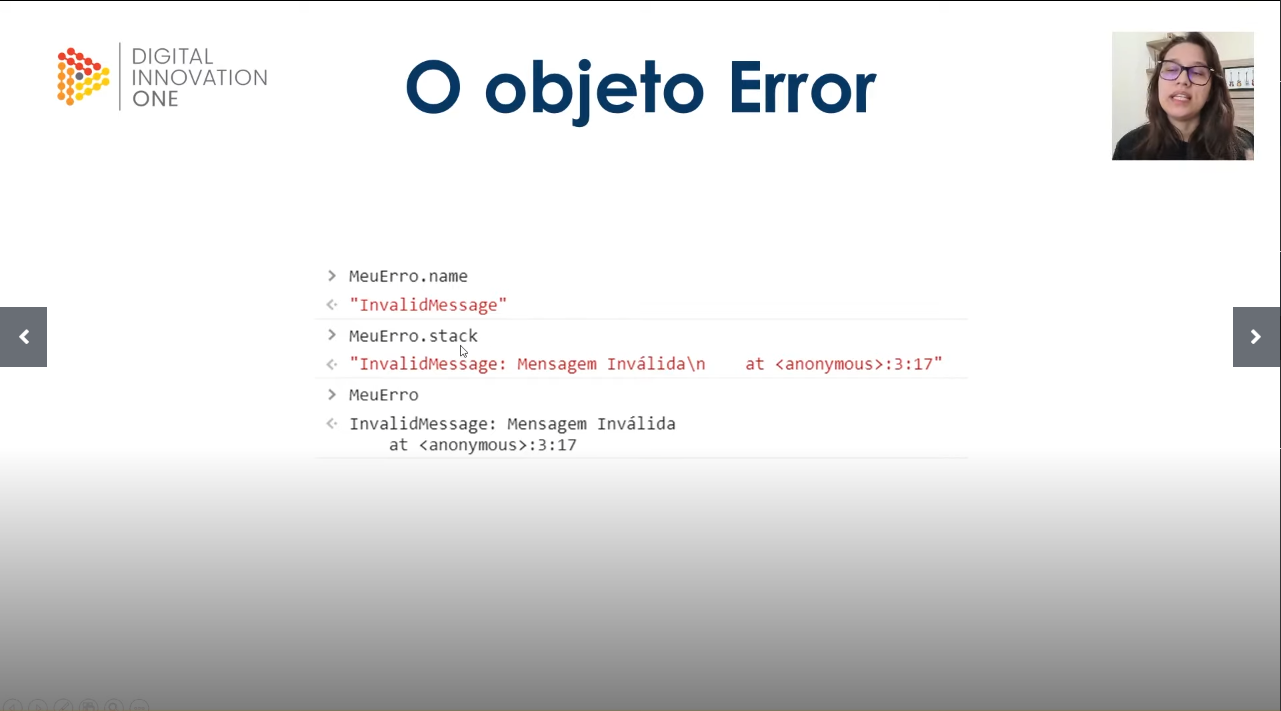 DIGITAL
INNOVATION
ONE
O objeto Error
> MeuErro.name
"InvalidMessage"
> MeuErro.stack
"InvalidMessage: Mensagem Inválida\n    at <anonymous>:3:17"
> MeuErro
InvalidMessage: Mensagem Inválida
    at <anonymous>:3:17